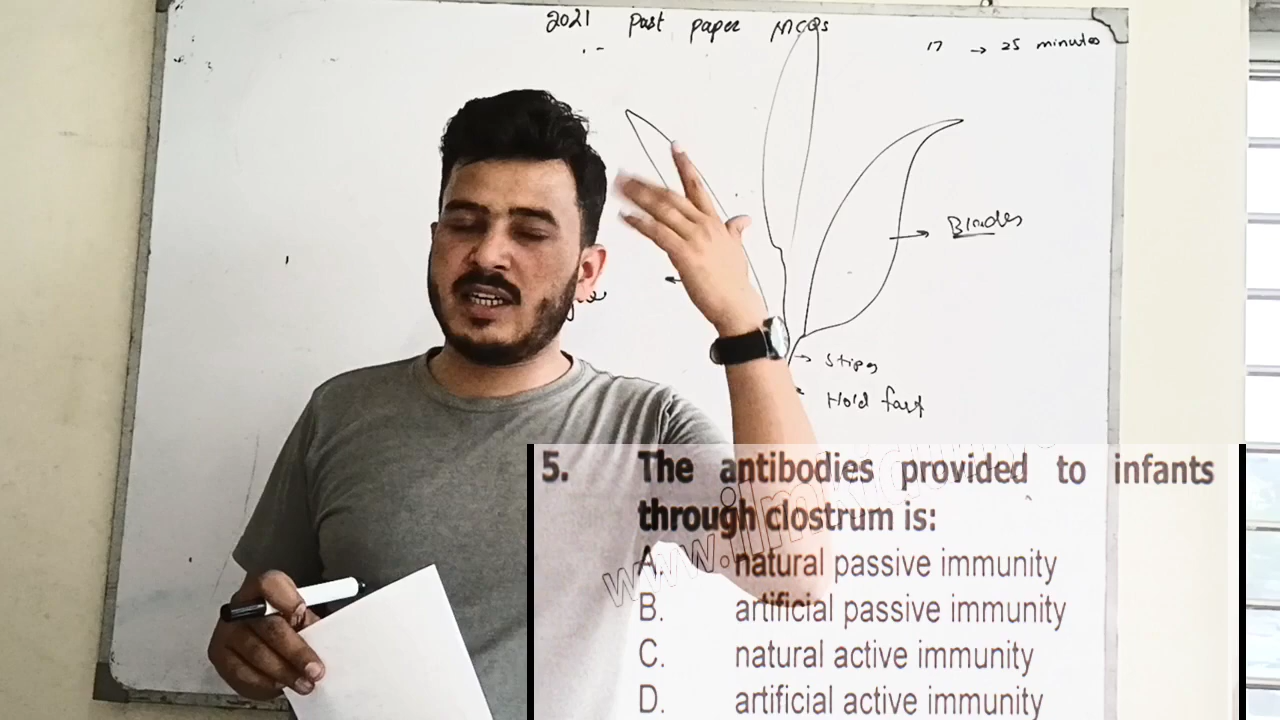 2021 Past paper MCQs
17 → 25 minutes
Blades
Stipes
Hold fast
5. The antibodies provided to infants
through clostrum is:
A. natural passive immunity
B. artificial passive immunity
C. natural active immunity
D. artificial active immunity